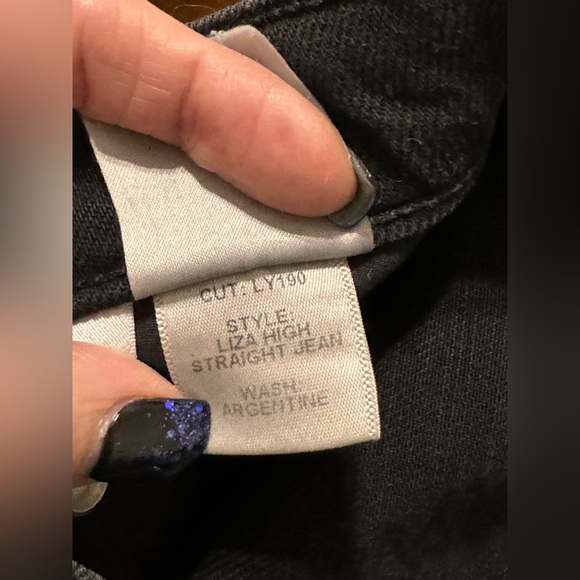 CUT: LY190
STYLE:
LIZA HIGH
STRAIGHT JEAN
WASH:
ARGENTINE